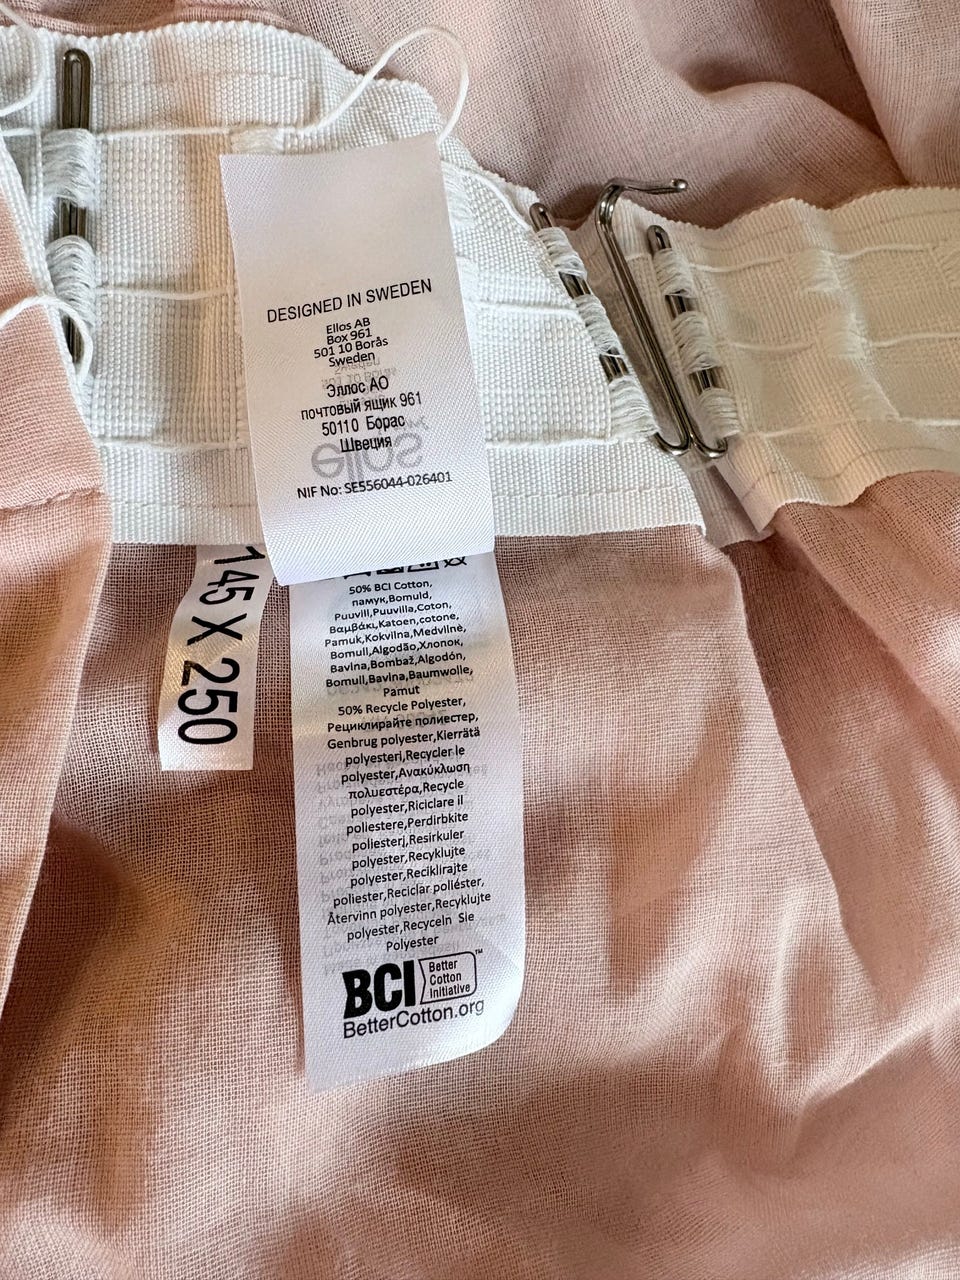 DESIGNED IN SWEDEN
Ellos AB
Box 961
501 10 Borås
Sweden
Эллос АО
почтовый ящик 961
50110 Борас
Швеция
ellos
NIF No: SE556044-026401
145 X 250
50% BCI Cotton,
памук,Bomuld,
Puuvill,Puuvilla,Coton,
Βαμβάκι,Katoen,cotone,
Pamuk,Kokvilna,Medvilnė,
Bomull,Algodão,Хлопок,
Bavlna,Bombaž,Algodón,
Bomull,Bavlna,Baumwolle,
Pamut
50% Recycle Polyester,
Рециклирайте полиестер,
Genbrug polyester,Kierrätä
polyesteri,Recycler le
polyester,Ανακύκλωση
πολυεστέρα,Recycle
polyester,Riciclare il
poliestere,Perdirbkite
poliesterį,Resirkuler
polyester,Recyklujte
polyester,Reciklirajte
poliester,Reciclar poliéster,
Återvinn polyester,Recyklujte
polyester,Recyceln Sie
Polyester
BCI Better
Cotton
Initiative™
BetterCotton.org